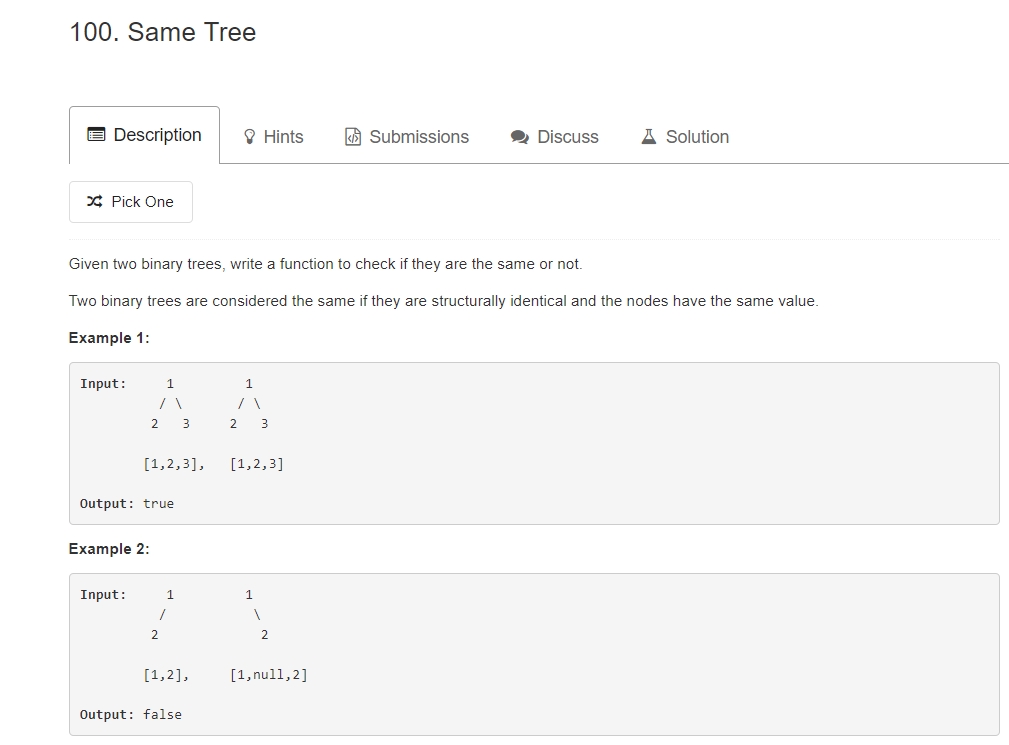 100. Same Tree
Description Hints Submissions Discuss Solution
Pick One
Given two binary trees, write a function to check if they are the same or not.
Two binary trees are considered the same if they are structurally identical and the nodes have the same value.
Example 1:
Input:     1         1
          / \       / \
         2   3     2   3
        [1,2,3],   [1,2,3]
Output: true
Example 2:
Input:     1         1
          /           \
         2             2
        [1,2],     [1,null,2]
Output: false